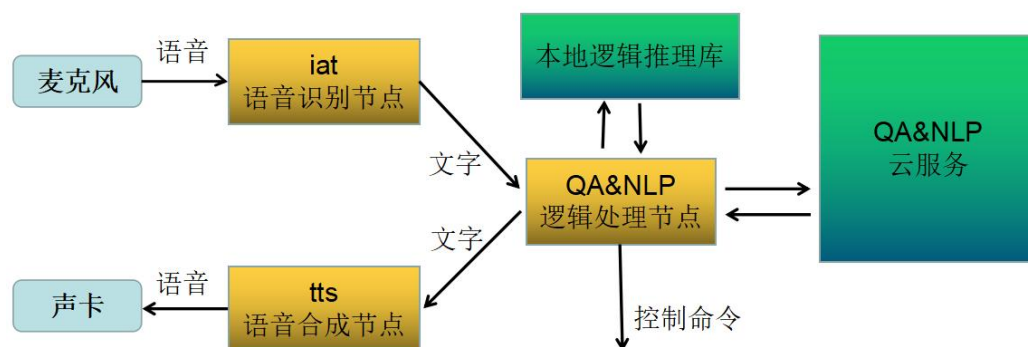 麦克风
语音
iat
语音识别节点
本地逻辑推理库
QA&NLP
云服务
文字
QA&NLP
逻辑处理节点
文字
声卡
语音
tts
语音合成节点
控制命令